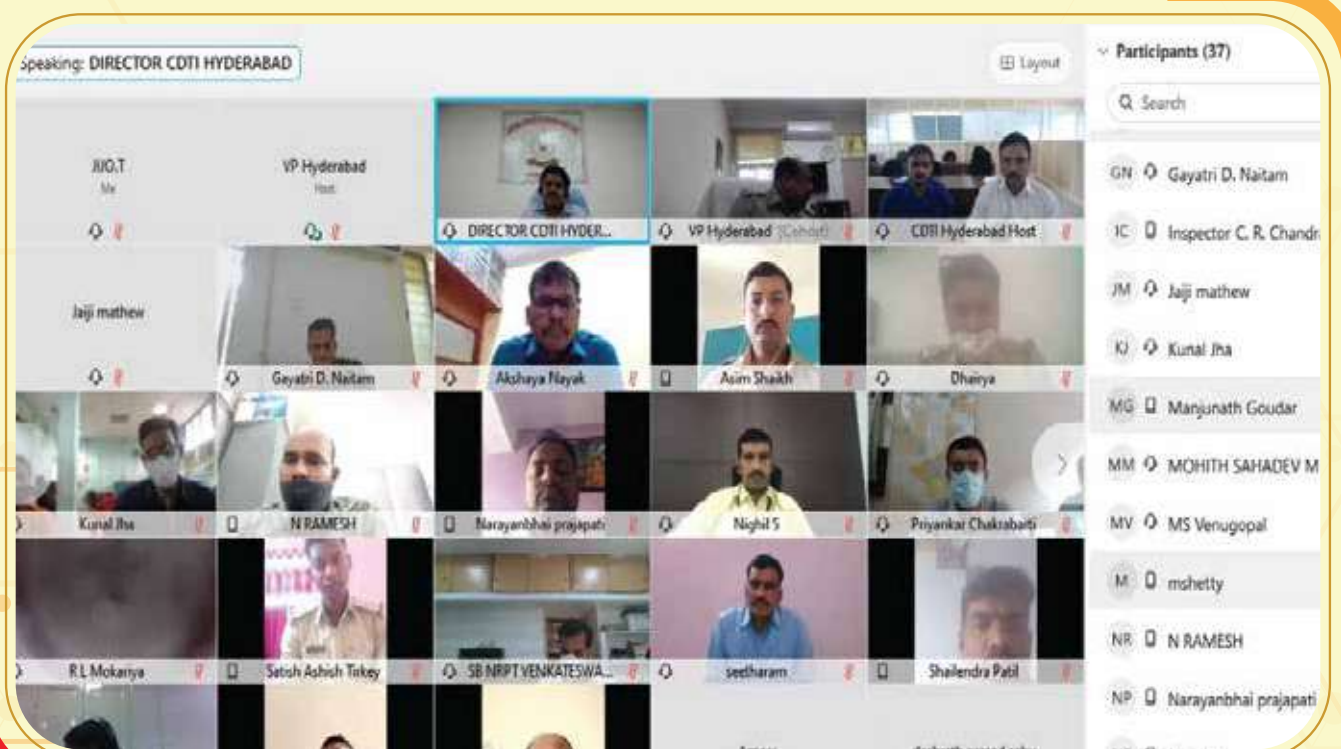 Speaking: DIRECTOR CDTI HYDERABAD
Layout
Participants (37)
Search
JIJO.T
Me
VP Hyderabad
Host
DIRECTOR CDTI HYDER...
VP Hyderabad (Cohost)
CDTI Hyderabad Host
Jaiji mathew
Gayatri D. Naitam
Akshaya Nayak
Asim Shaikh
Dhairya
Kunal Jha
N RAMESH
Narayanbhai prajapati
Nighil S
Priyankar Chakrabarti
R L Mokariya
Satish Ashish Tirkey
SB NRPT VENKATESWA...
seetharam
Shailendra Patil
GN Gayatri D. Naitam
IC Inspector C. R. Chandr
JM Jaiji mathew
KJ Kunal Jha
MG Manjunath Goudar
MM MOHITH SAHADEV M
MV MS Venugopal
M mshetty
NR N RAMESH
NP Narayanbhai prajapati